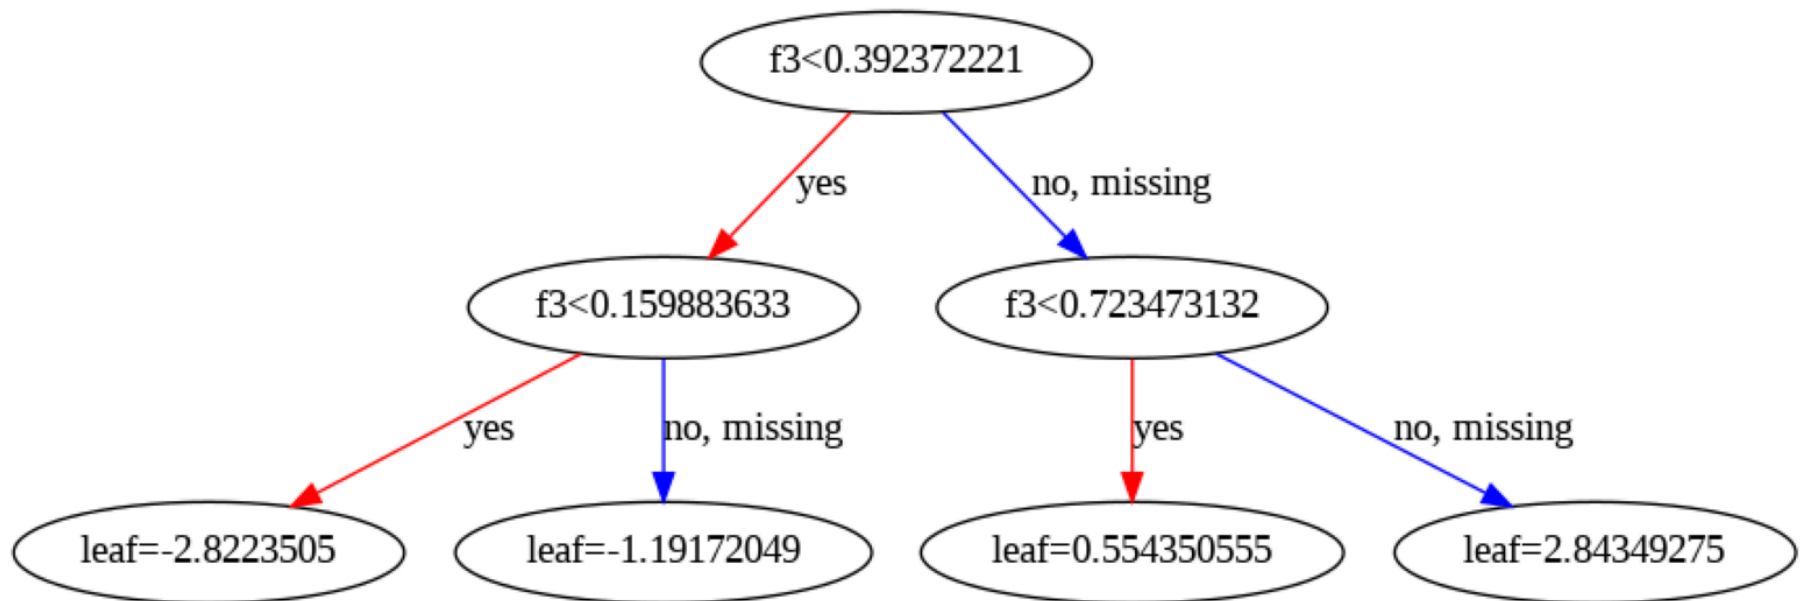 f3<0.392372221
yes
no, missing
f3<0.159883633
f3<0.723473132
yes
no, missing
yes
no, missing
leaf=-2.8223505
leaf=-1.19172049
leaf=0.554350555
leaf=2.84349275